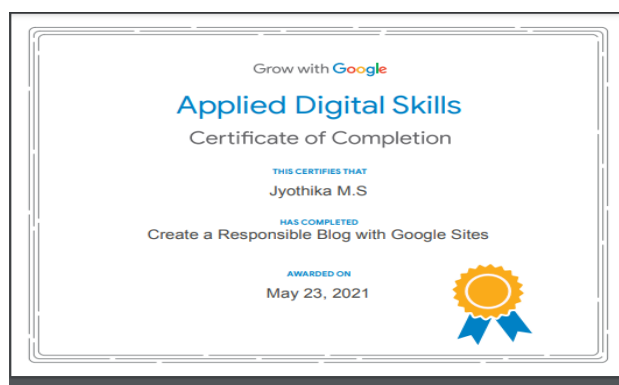 Grow with Google
Applied Digital Skills
Certificate of Completion
THIS CERTIFIES THAT
Jyothika M.S
HAS COMPLETED
Create a Responsible Blog with Google Sites
AWARDED ON
May 23, 2021